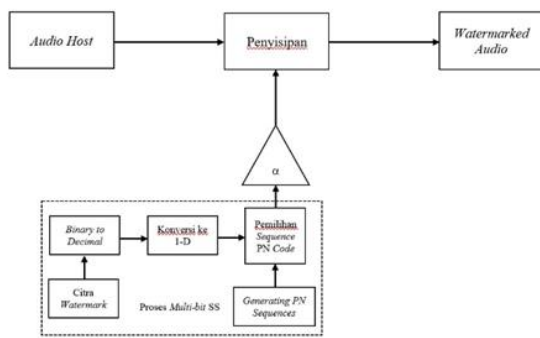 Audio Host
Penyisipan
Watermarked
Audio
α
Binary to
Decimal
Konversi ke
1-D
Pemilihan
Sequence
PN Code
Citra
Watermark
Proses Multi-bit SS
Generating PN
Sequences